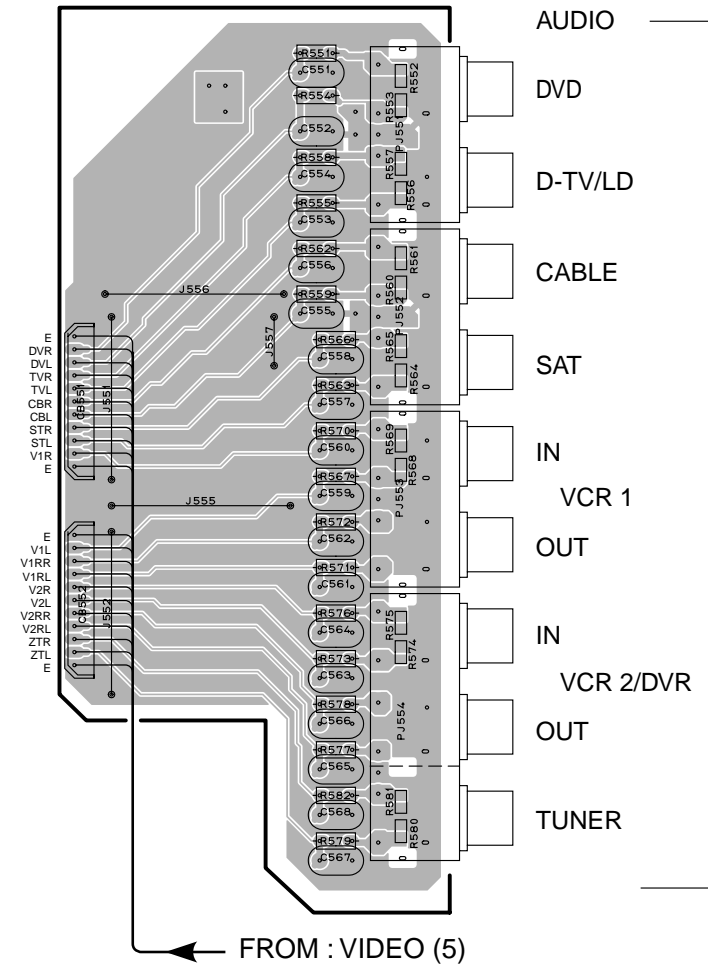 AUDIO
R551
C551
R552
DVD
R554
R553
PJ551
C552
R558
R557
C554
R556
D-TV/LD
R555
C553
R562
R561
C556
CABLE
J556
R559
R560
C555
PJ552
J557
R566
R565
C558
SAT
R564
R563
C557
E
DVR
DVL
TVR
TVL
CBR
CBL
STR
STL
V1R
E
CB551
J551
R570
R569
C560
IN
R568
R567
C559
PJ553
VCR 1
J555
R572
C562
OUT
R571
C561
E
V1L
V1RR
V1RL
V2R
V2L
V2RR
V2RL
ZTR
ZTL
E
CB552
J552
R576
R575
C564
IN
R574
R573
C563
VCR 2/DVR
R578
C566
PJ554
OUT
R577
C565
R582
R581
C568
TUNER
R580
R579
C567
FROM : VIDEO (5)